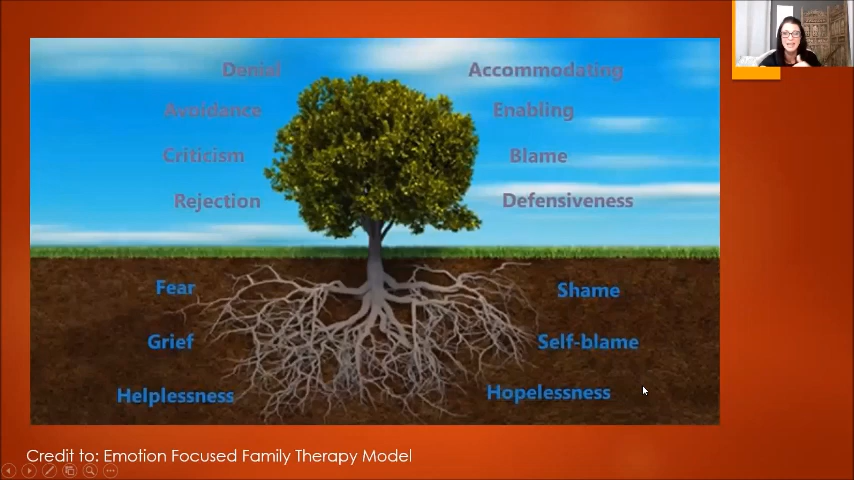 Denial
Accommodating
Avoidance
Enabling
Criticism
Blame
Rejection
Defensiveness
Fear
Shame
Grief
Self-blame
Helplessness
Hopelessness
Credit to: Emotion Focused Family Therapy Model